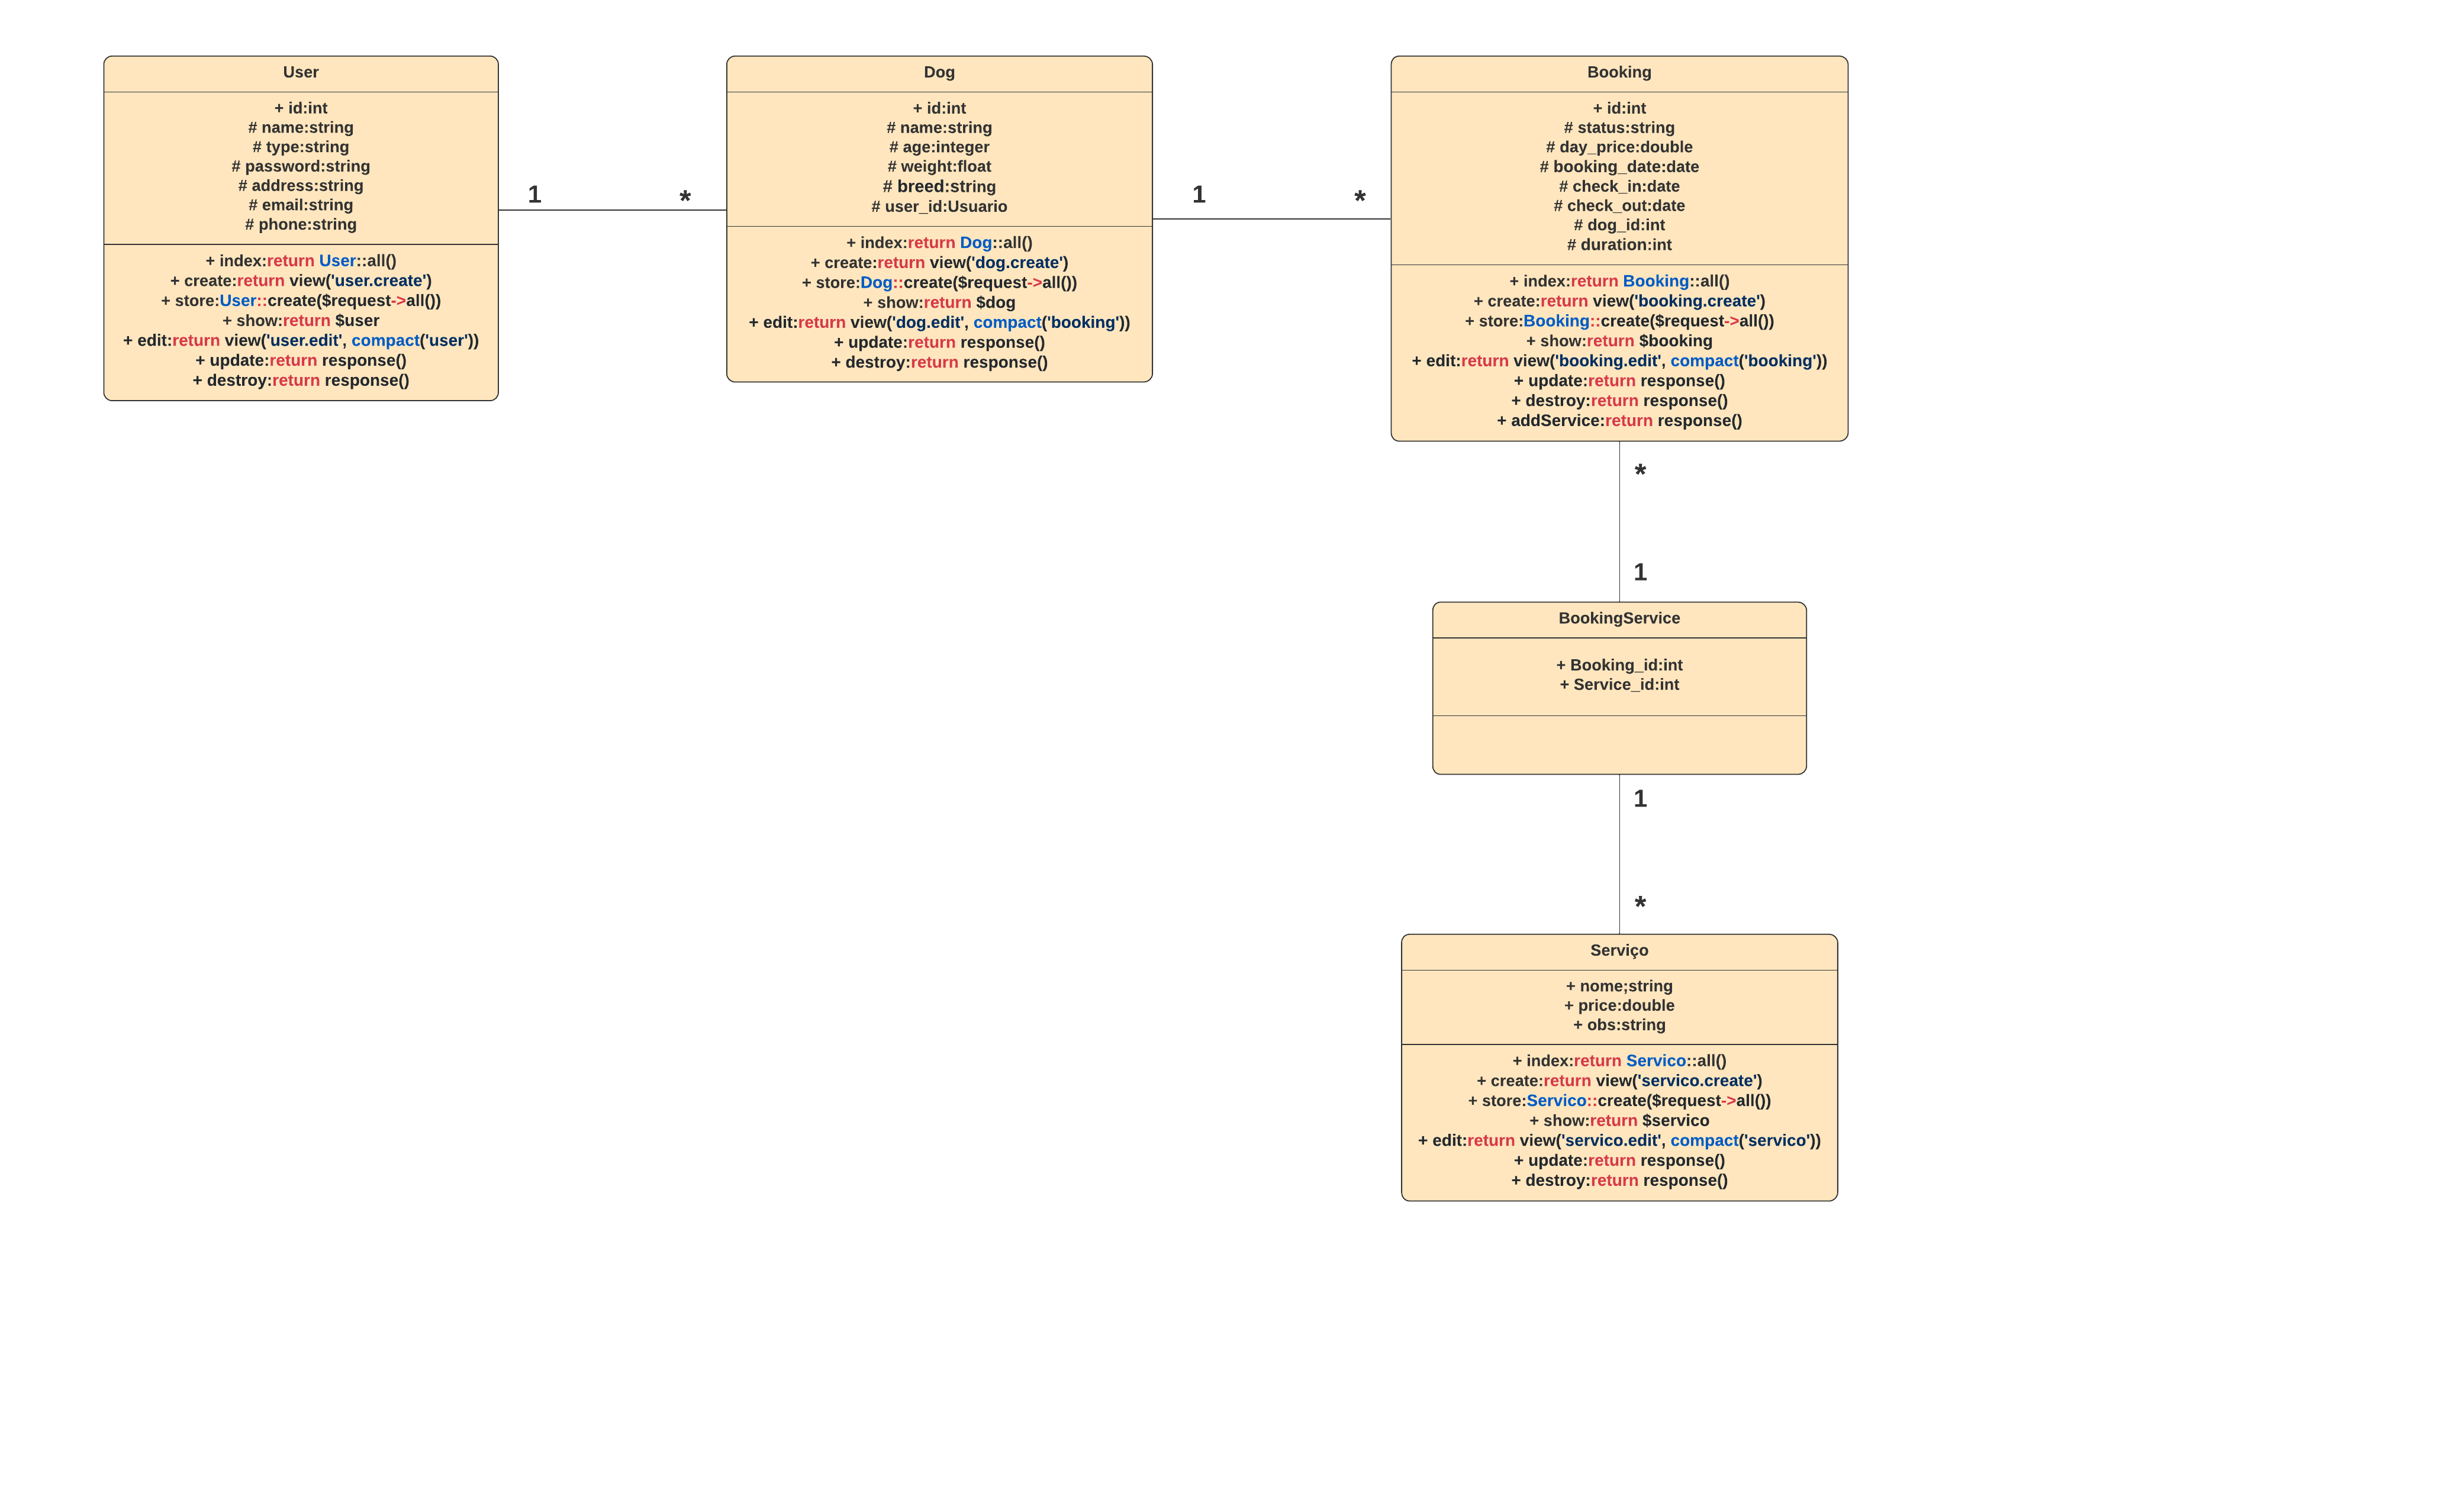 User
+ id:int
# name:string
# type:string
# password:string
# address:string
# email:string
# phone:string
+ index:return User::all()
+ create:return view('user.create')
+ store:User::create($request->all())
+ show:return $user
+ edit:return view('user.edit', compact('user'))
+ update:return response()
+ destroy:return response()
1
*
Dog
+ id:int
# name:string
# age:integer
# weight:float
# breed:string
# user_id:Usuario
+ index:return Dog::all()
+ create:return view('dog.create')
+ store:Dog::create($request->all())
+ show:return $dog
+ edit:return view('dog.edit', compact('booking'))
+ update:return response()
+ destroy:return response()
1
*
Booking
+ id:int
# status:string
# day_price:double
# booking_date:date
# check_in:date
# check_out:date
# dog_id:int
# duration:int
+ index:return Booking::all()
+ create:return view('booking.create')
+ store:Booking::create($request->all())
+ show:return $booking
+ edit:return view('booking.edit', compact('booking'))
+ update:return response()
+ destroy:return response()
+ addService:return response()
*
1
BookingService
+ Booking_id:int
+ Service_id:int
1
*
Serviço
+ nome;string
+ price:double
+ obs:string
+ index:return Servico::all()
+ create:return view('servico.create')
+ store:Servico::create($request->all())
+ show:return $servico
+ edit:return view('servico.edit', compact('servico'))
+ update:return response()
+ destroy:return response()